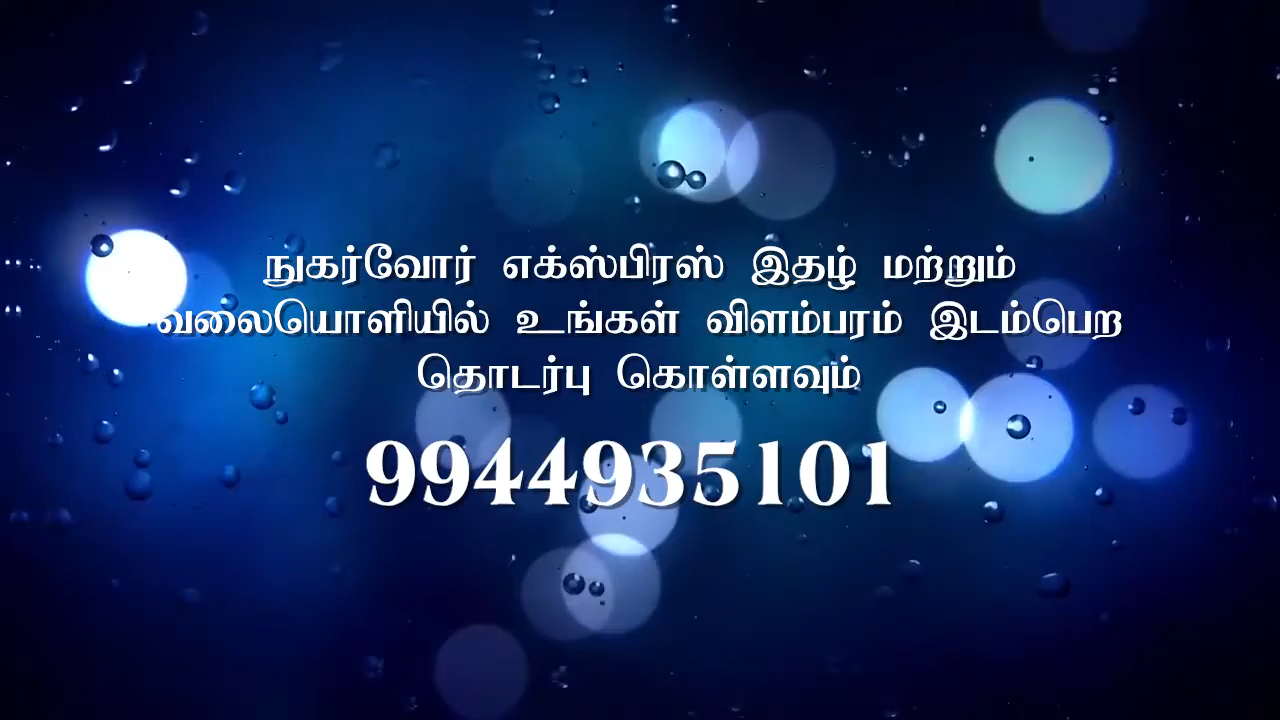 நுகர்வோர் எக்ஸ்பிரஸ் இதழ் மற்றும்
வலையொளியில் உங்கள் விளம்பரம் இடம்பெற
தொடர்பு கொள்ளவும்
9944935101